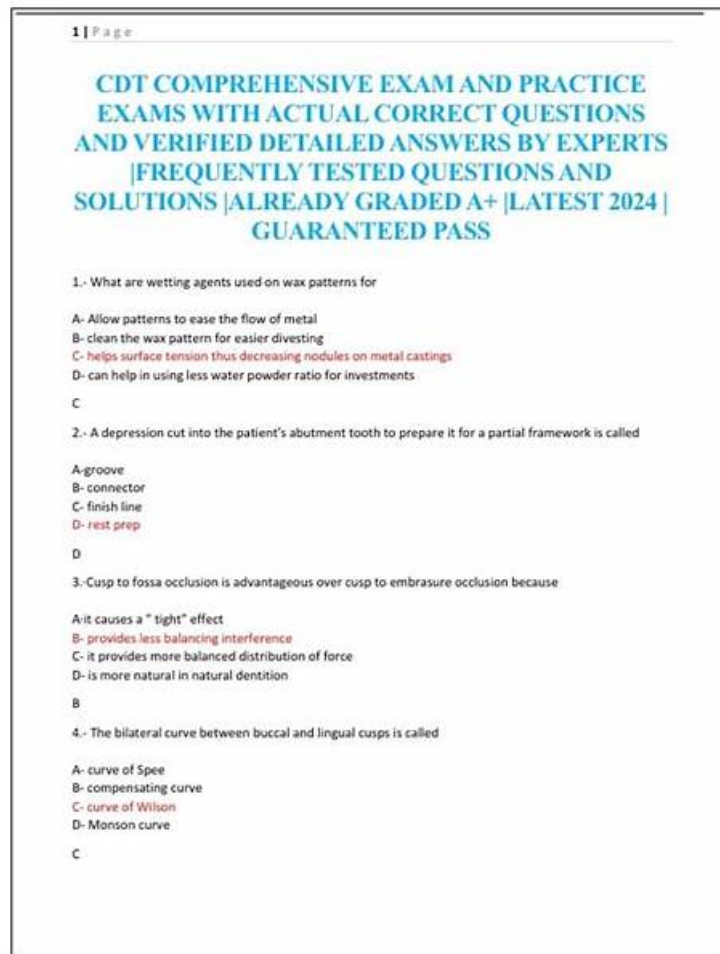 1 | Page
CDT COMPREHENSIVE EXAM AND PRACTICE
EXAMS WITH ACTUAL CORRECT QUESTIONS
AND VERIFIED DETAILED ANSWERS BY EXPERTS
|FREQUENTLY TESTED QUESTIONS AND
SOLUTIONS |ALREADY GRADED A+ |LATEST 2024 |
GUARANTEED PASS
1.- What are wetting agents used on wax patterns for
A- Allow patterns to ease the flow of metal
B- clean the wax pattern for easier divesting
C- helps surface tension thus decreasing nodules on metal castings
D- can help in using less water powder ratio for investments
C
2.- A depression cut into the patient's abutment tooth to prepare it for a partial framework is called
A-groove
B- connector
C- finish line
D- rest prep
D
3.-Cusp to fossa occlusion is advantageous over cusp to embrasure occlusion because
A-it causes a " tight" effect
B- provides less balancing interference
C- it provides more balanced distribution of force
D- is more natural in natural dentition
B
4.- The bilateral curve between buccal and lingual cusps is called
A- curve of Spee
B- compensating curve
C- curve of Wilson
D- Monson curve
C